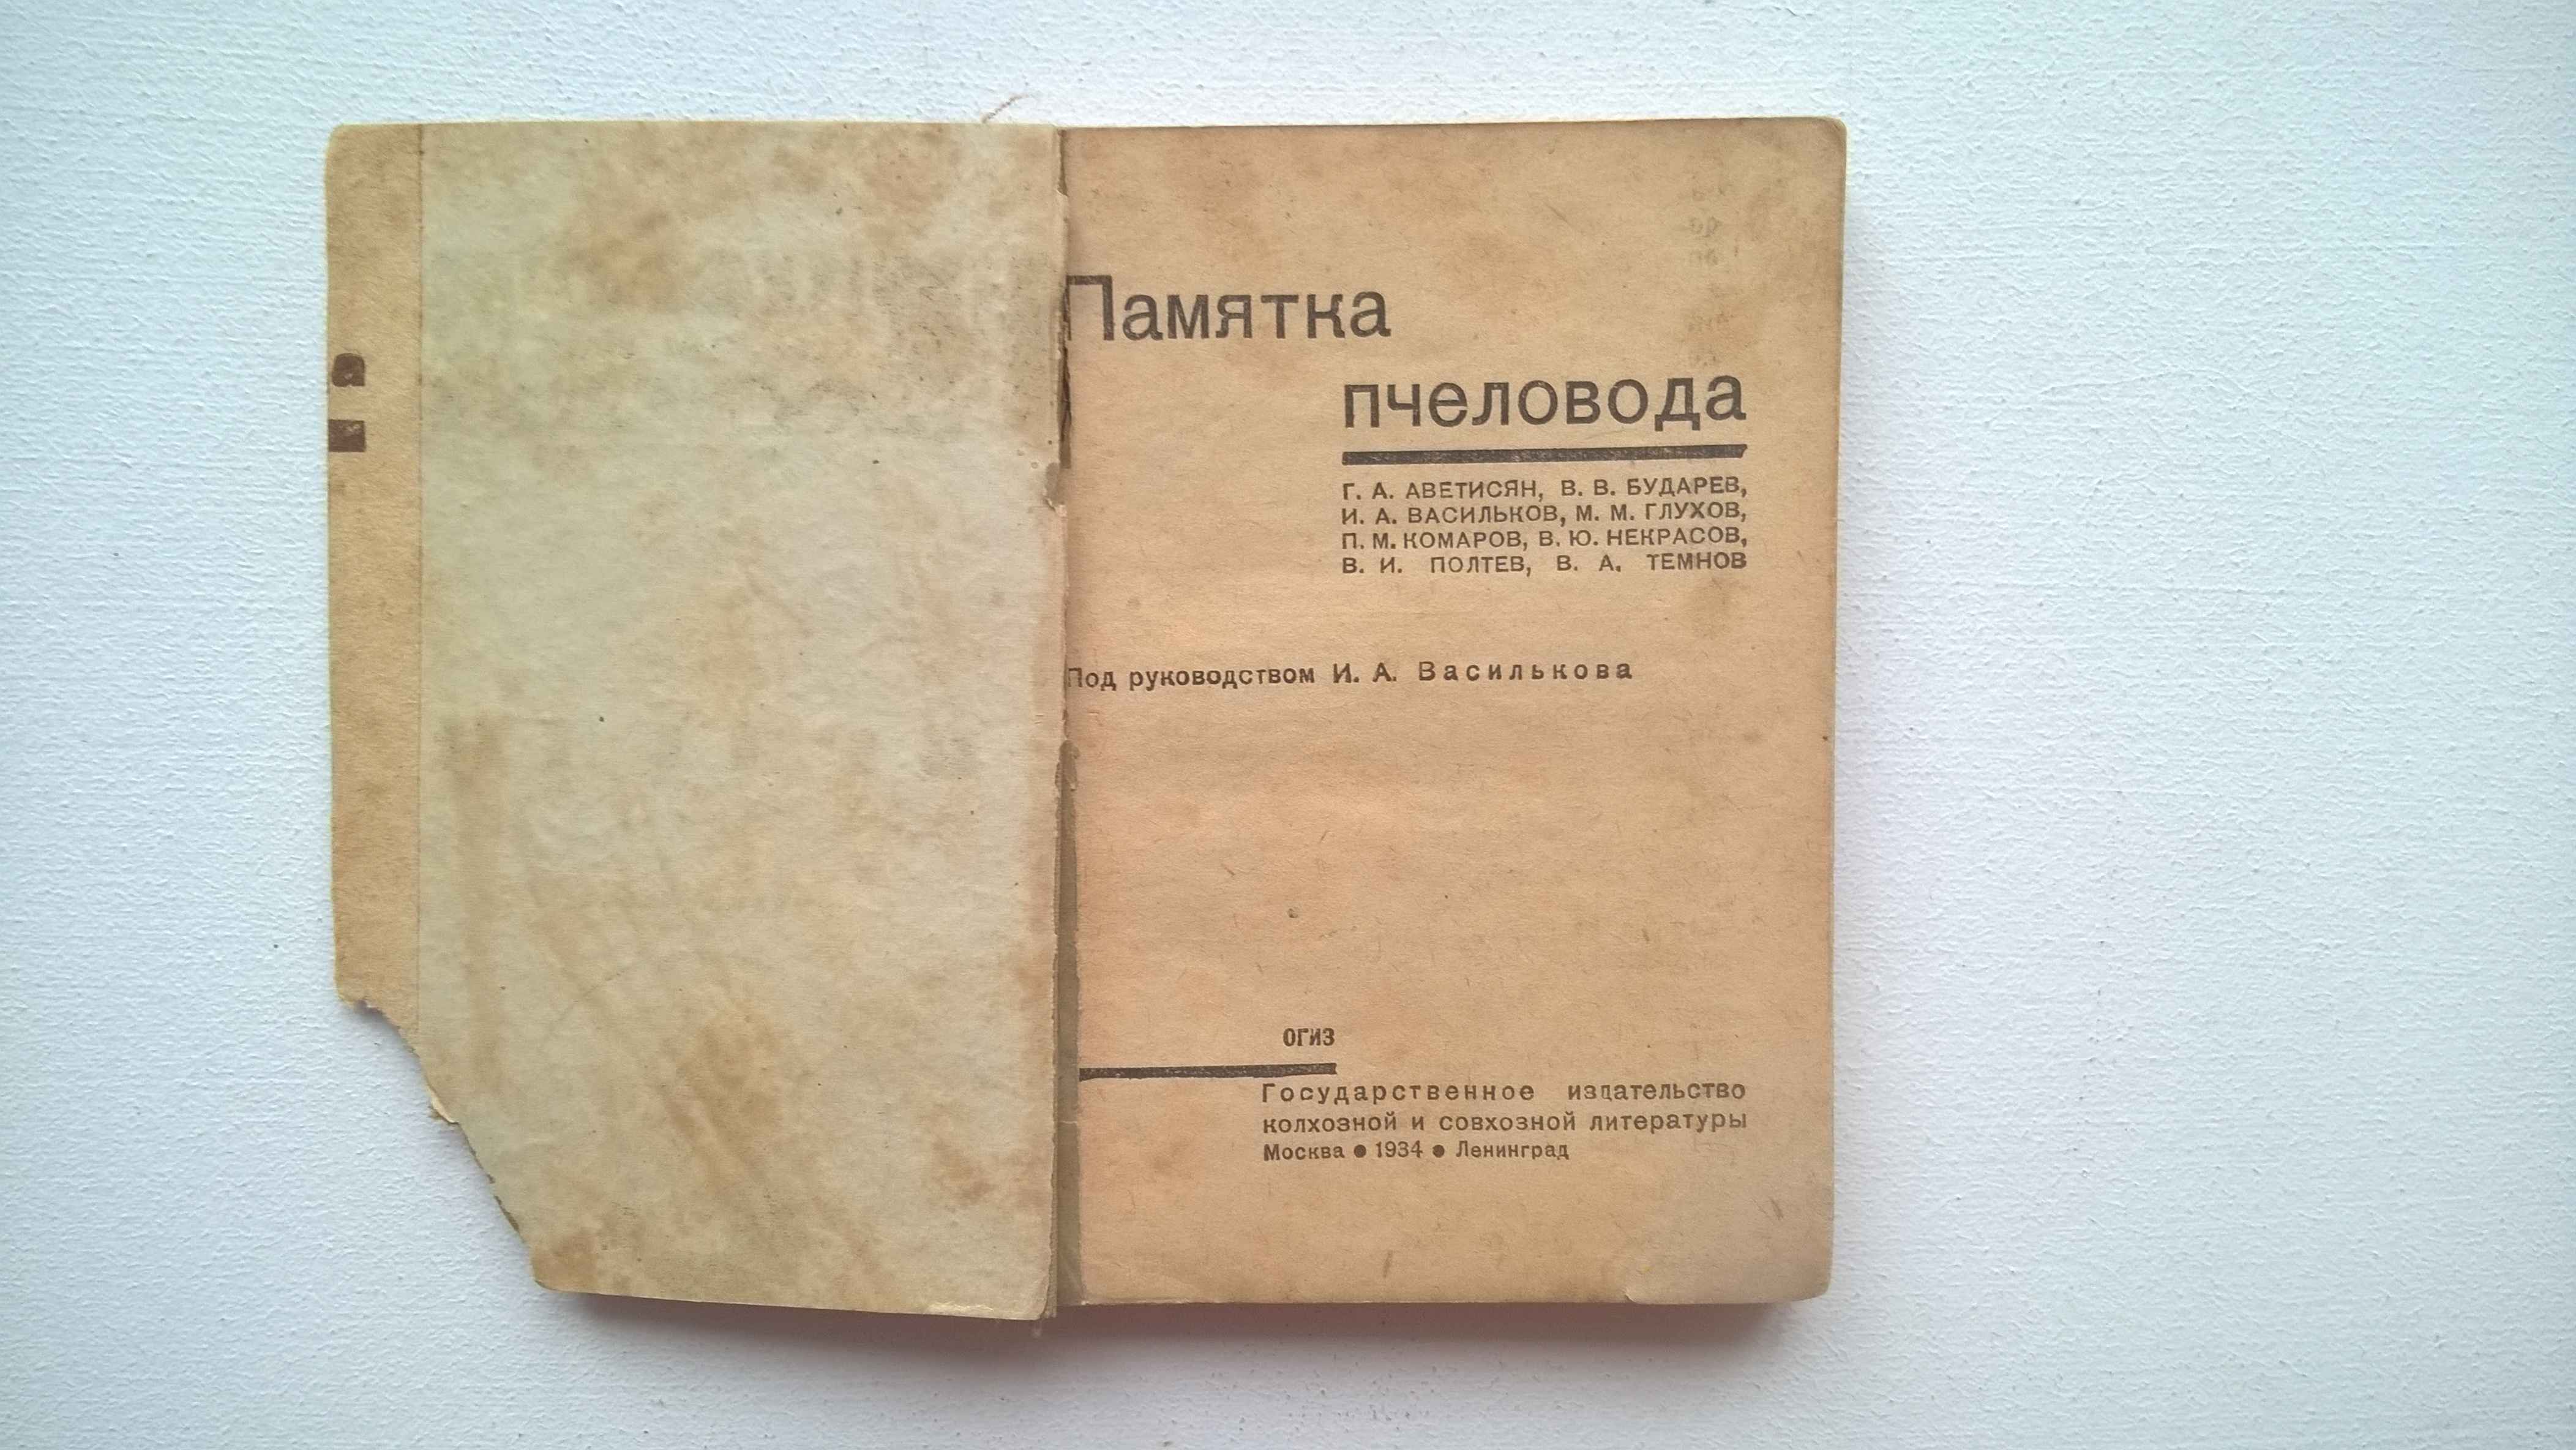 ка
Памятка
пчеловода
Г. А. АВЕТИСЯН, В. В. БУДАРЕВ,
И. А. ВАСИЛЬКОВ, М. М. ГЛУХОВ,
П. М. КОМАРОВ, В. Ю. НЕКРАСОВ,
В. И. ПОЛТЕВ, В. А. ТЕМНОВ
Под руководством И. А. Василькова
ОГИЗ
Государственное издательство
колхозной и совхозной литературы
Москва ● 1934 ● Ленинград